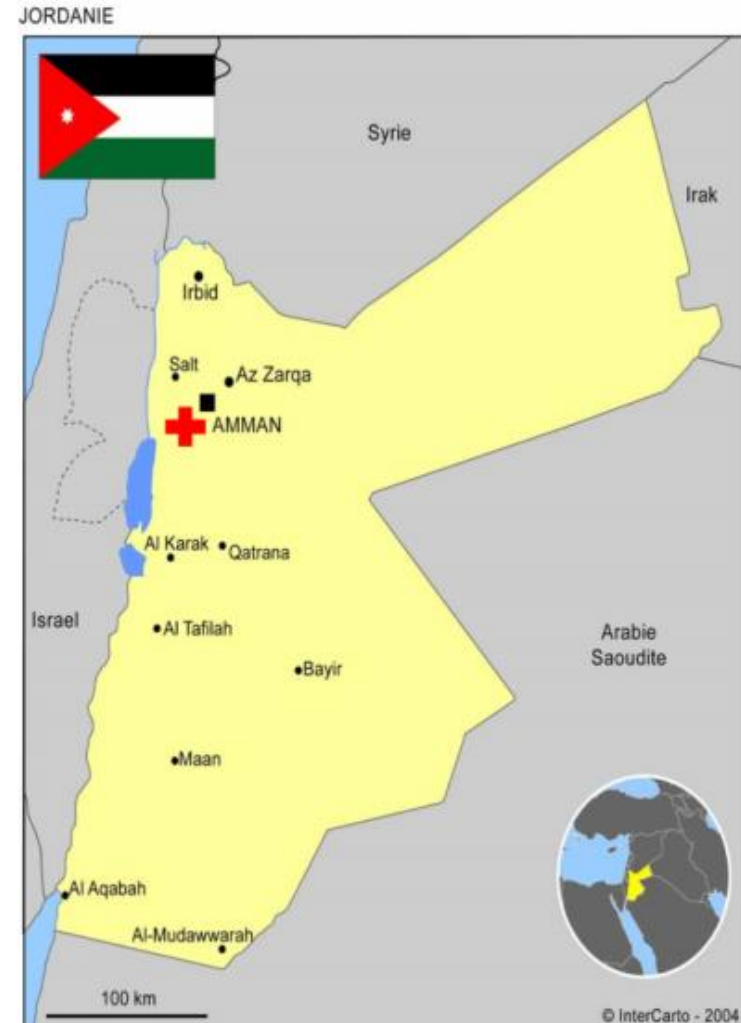 JORDANIE
Syrie
Irak
Irbid
Salt
Az Zarqa
AMMAN
Al Karak
Qatrana
Israel
Al Tafilah
Arabie
Saoudite
Bayir
Maan
Al Aqabah
Al-Mudawwarah
100 km
© InterCarto - 2004